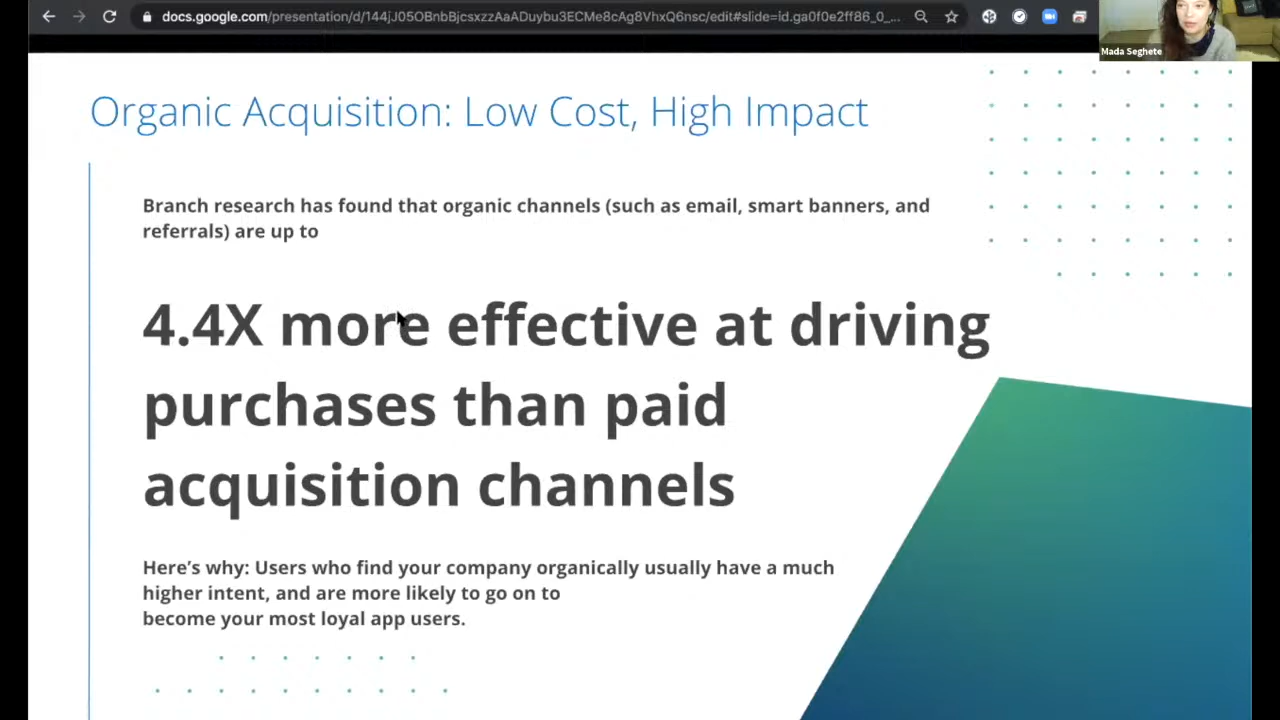 docs.google.com/presentation/d/144jJ05OBnbBjcsxzzAaADuybu3ECMe8cAg8VhxQ6nsc/edit#slide=id.ga0f0e2ff86_0_...
Mada Seghete
Organic Acquisition: Low Cost, High Impact
Branch research has found that organic channels (such as email, smart banners, and
referrals) are up to
4.4X more effective at driving
purchases than paid
acquisition channels
Here’s why: Users who find your company organically usually have a much
higher intent, and are more likely to go on to
become your most loyal app users.